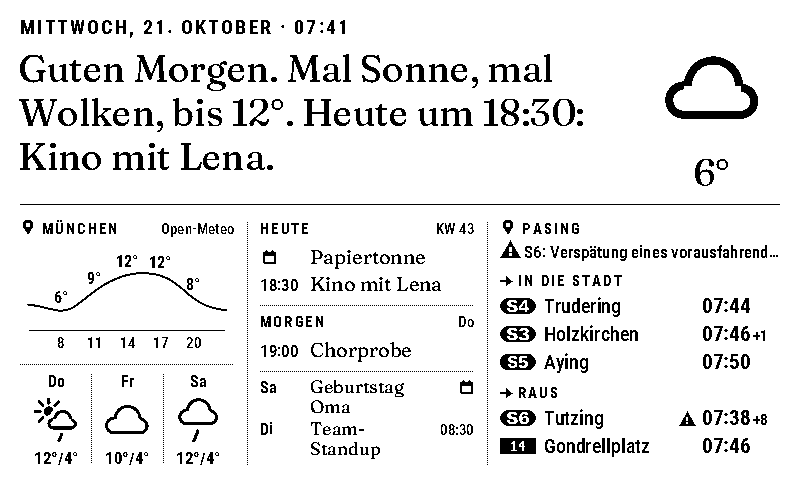 MITTWOCH, 21. OKTOBER · 07:41
Guten Morgen. Mal Sonne, mal
Wolken, bis 12°. Heute um 18:30:
Kino mit Lena.
6°
MÜNCHEN Open-Meteo
12° 12°
9° 8°
6°
8 11 14 17 20
Do Fr Sa
12°/4° 10°/4° 12°/4°
HEUTE KW 43
Papiertonne
18:30 Kino mit Lena
MORGEN Do
19:00 Chorprobe
Sa Geburtstag
Oma
Di Team- 08:30
Standup
PASING
S6: Verspätung eines vorausfahrend…
IN DIE STADT
S4 Trudering 07:44
S3 Holzkirchen 07:46 +1
S5 Aying 07:50
RAUS
S6 Tutzing 07:38 +8
14 Gondrellplatz 07:46